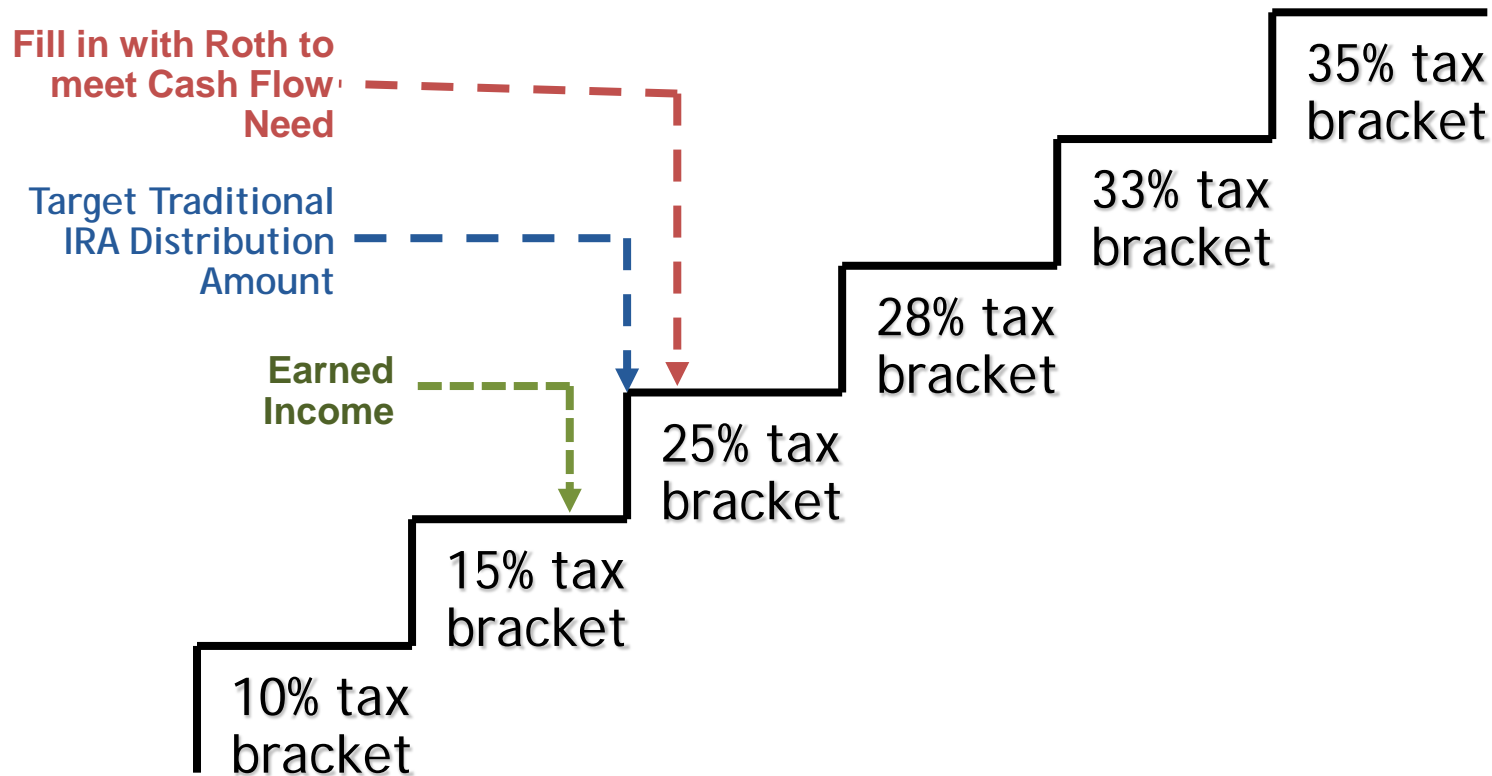 Fill in with Roth to
meet Cash Flow
Need
Target Traditional
IRA Distribution
Amount
Earned
Income
35% tax
bracket
33% tax
bracket
28% tax
bracket
25% tax
bracket
15% tax
bracket
10% tax
bracket